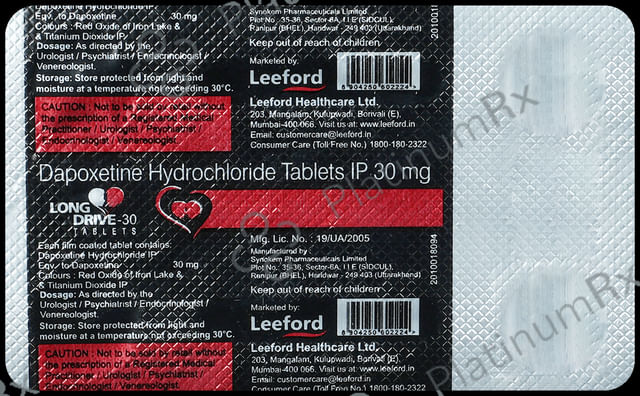 Eqv. to Dapoxetine 30 mg
Colours : Red Oxide of Iron Lake &
& Titanium Dioxide IP
Dosage: As directed by the
Urologist / Psychiatrist / Endocrinologist /
Venereologist.
Storage: Store protected from light and
moisture at a temperature not exceeding 30°C.
CAUTION : Not to be sold by retail without
the prescription of a Registered Medical
Practitioner / Urologist / Psychiatrist /
Endocrinologist / Venereologist
Synokem Pharmaceuticals Limited
Plot No.: 35-36, Sector-6A, I I E (SIDCUL),
Ranipur (BHEL), Haridwar - 249 403 (Uttarakhand)
Keep out of reach of children
Marketed by:
Leeford
8 904250 602224
Leeford Healthcare Ltd.
203, Mangalam, Kulupwadi, Borivali (E),
Mumbai-400 066. Visit us at: www.leeford.in
Email: customercare@leeford.in
Consumer Care (Toll Free No.) 1800-180-2322
Dapoxetine Hydrochloride Tablets IP 30 mg
LONG
DRIVE-30
TABLETS
Each film coated tablet contains:
Dapoxetine Hydrochloride IP
Eqv. to Dapoxetine 30 mg
Colours : Red Oxide of Iron Lake &
& Titanium Dioxide IP
Dosage: As directed by the
Urologist / Psychiatrist / Endocrinologist /
Venereologist.
Storage: Store protected from light and
moisture at a temperature not exceeding 30°C.
CAUTION : Not to be sold by retail without
the prescription of a Registered Medical
Practitioner / Urologist / Psychiatrist /
Endocrinologist / Venereologist
Mfg. Lic. No. : 19/UA/2005
Manufactured by :
Synokem Pharmaceuticals Limited
Plot No.: 35-36, Sector-6A, I I E (SIDCUL),
Ranipur (BHEL), Haridwar - 249 403 (Uttarakhand)
Keep out of reach of children
Marketed by:
Leeford
8 904250 602224
Leeford Healthcare Ltd.
203, Mangalam, Kulupwadi, Borivali (E),
Mumbai-400 066. Visit us at: www.leeford.in
Email: customercare@leeford.in
Consumer Care (Toll Free No.) 1800-180-2322
2010018094
PlatinumRx
PlatinumRx